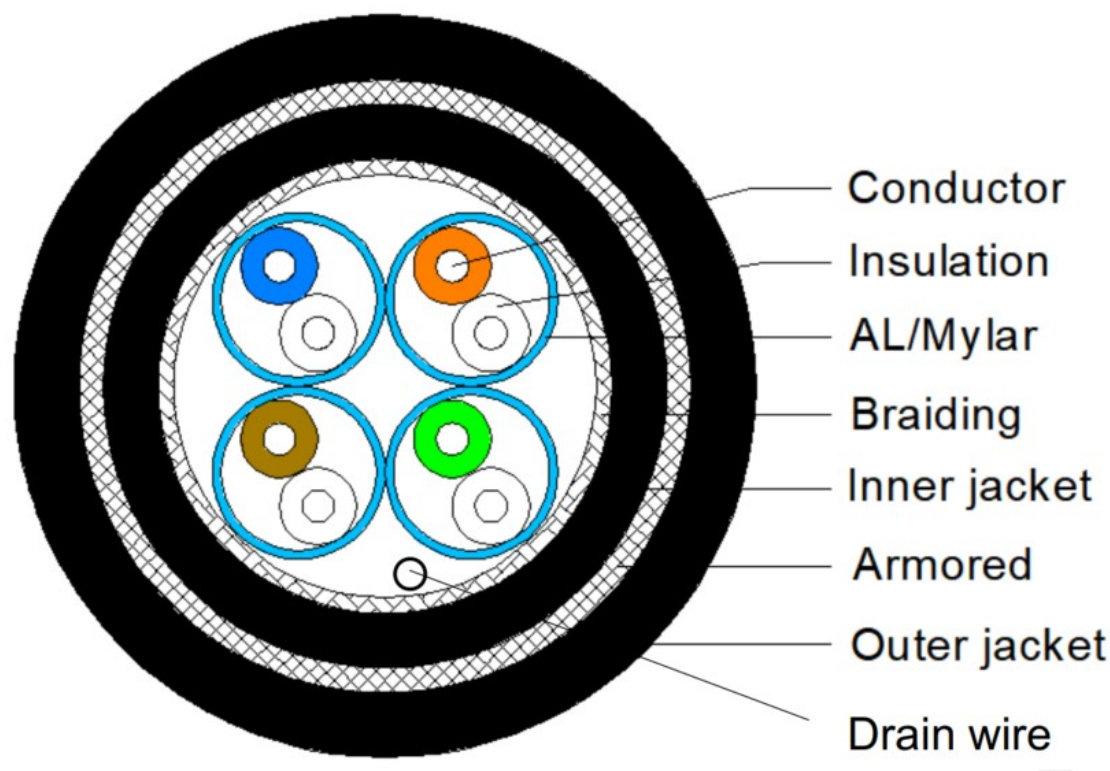 Conductor
Insulation
AL/Mylar
Braiding
Inner jacket
Armored
Outer jacket
Drain wire